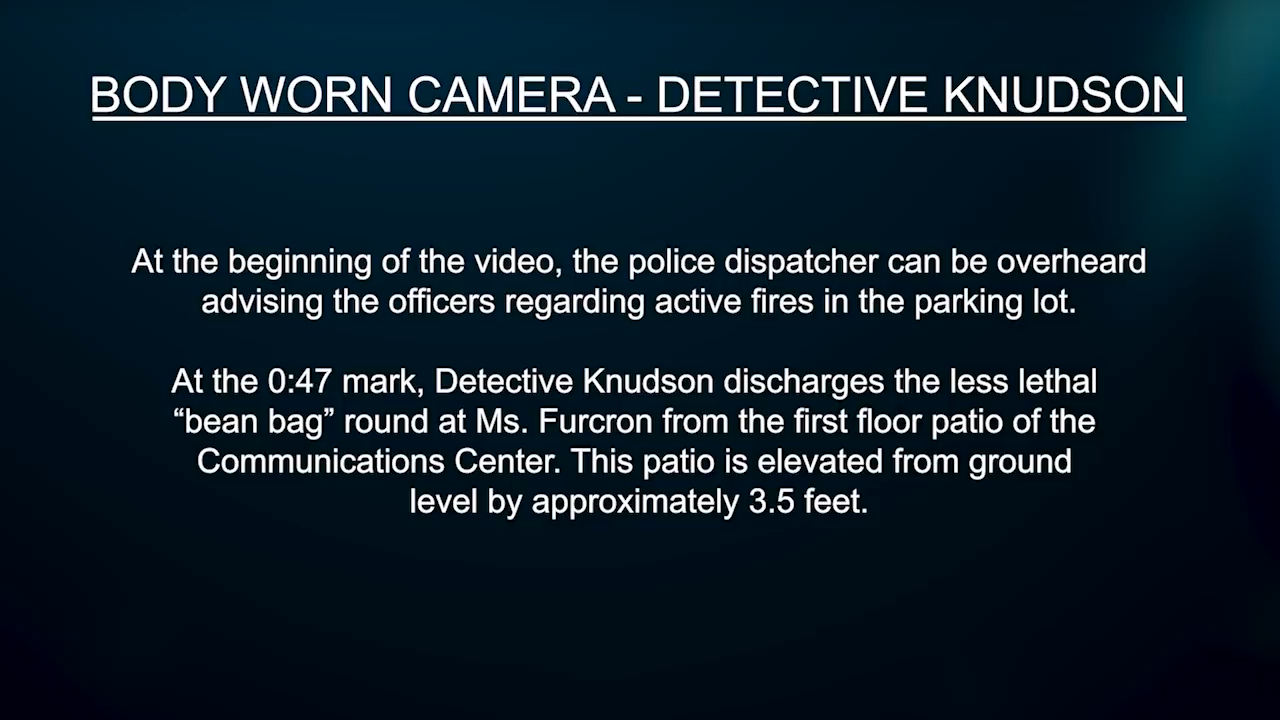 BODY WORN CAMERA - DETECTIVE KNUDSON
At the beginning of the video, the police dispatcher can be overheard
advising the officers regarding active fires in the parking lot.
At the 0:47 mark, Detective Knudson discharges the less lethal
“bean bag” round at Ms. Furcron from the first floor patio of the
Communications Center. This patio is elevated from ground
level by approximately 3.5 feet.